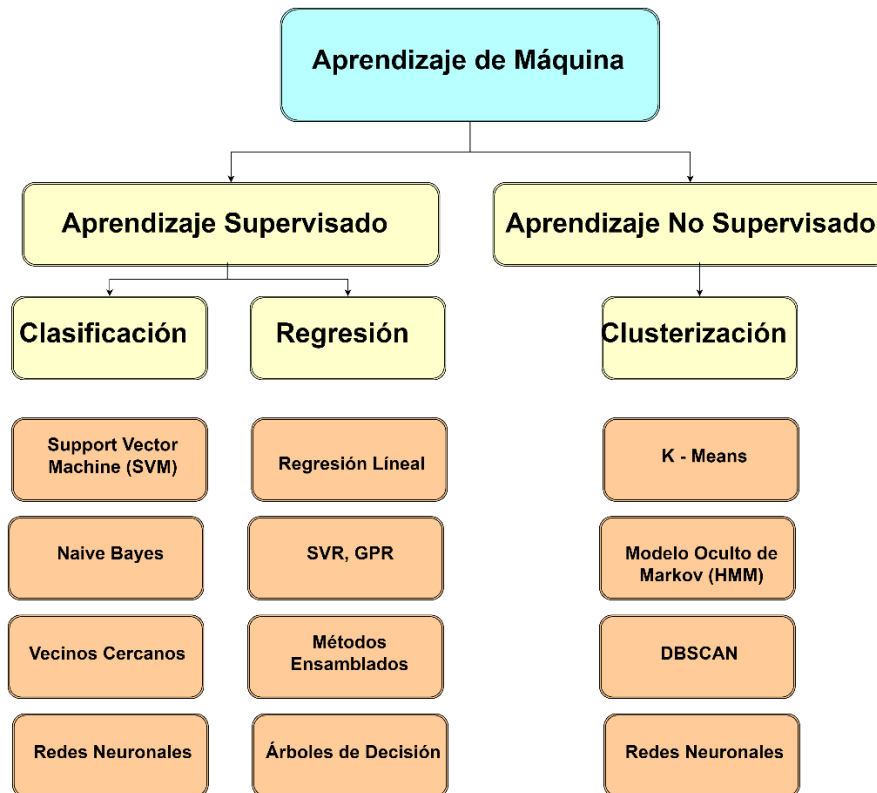 Aprendizaje de Máquina
Aprendizaje Supervisado
Aprendizaje No Supervisado
Clasificación
Regresión
Clusterización
Support Vector
Machine (SVM)
Regresión Líneal
K - Means
Naive Bayes
SVR, GPR
Modelo Oculto de
Markov (HMM)
Vecinos Cercanos
Métodos
Ensamblados
DBSCAN
Redes Neuronales
Árboles de Decisión
Redes Neuronales